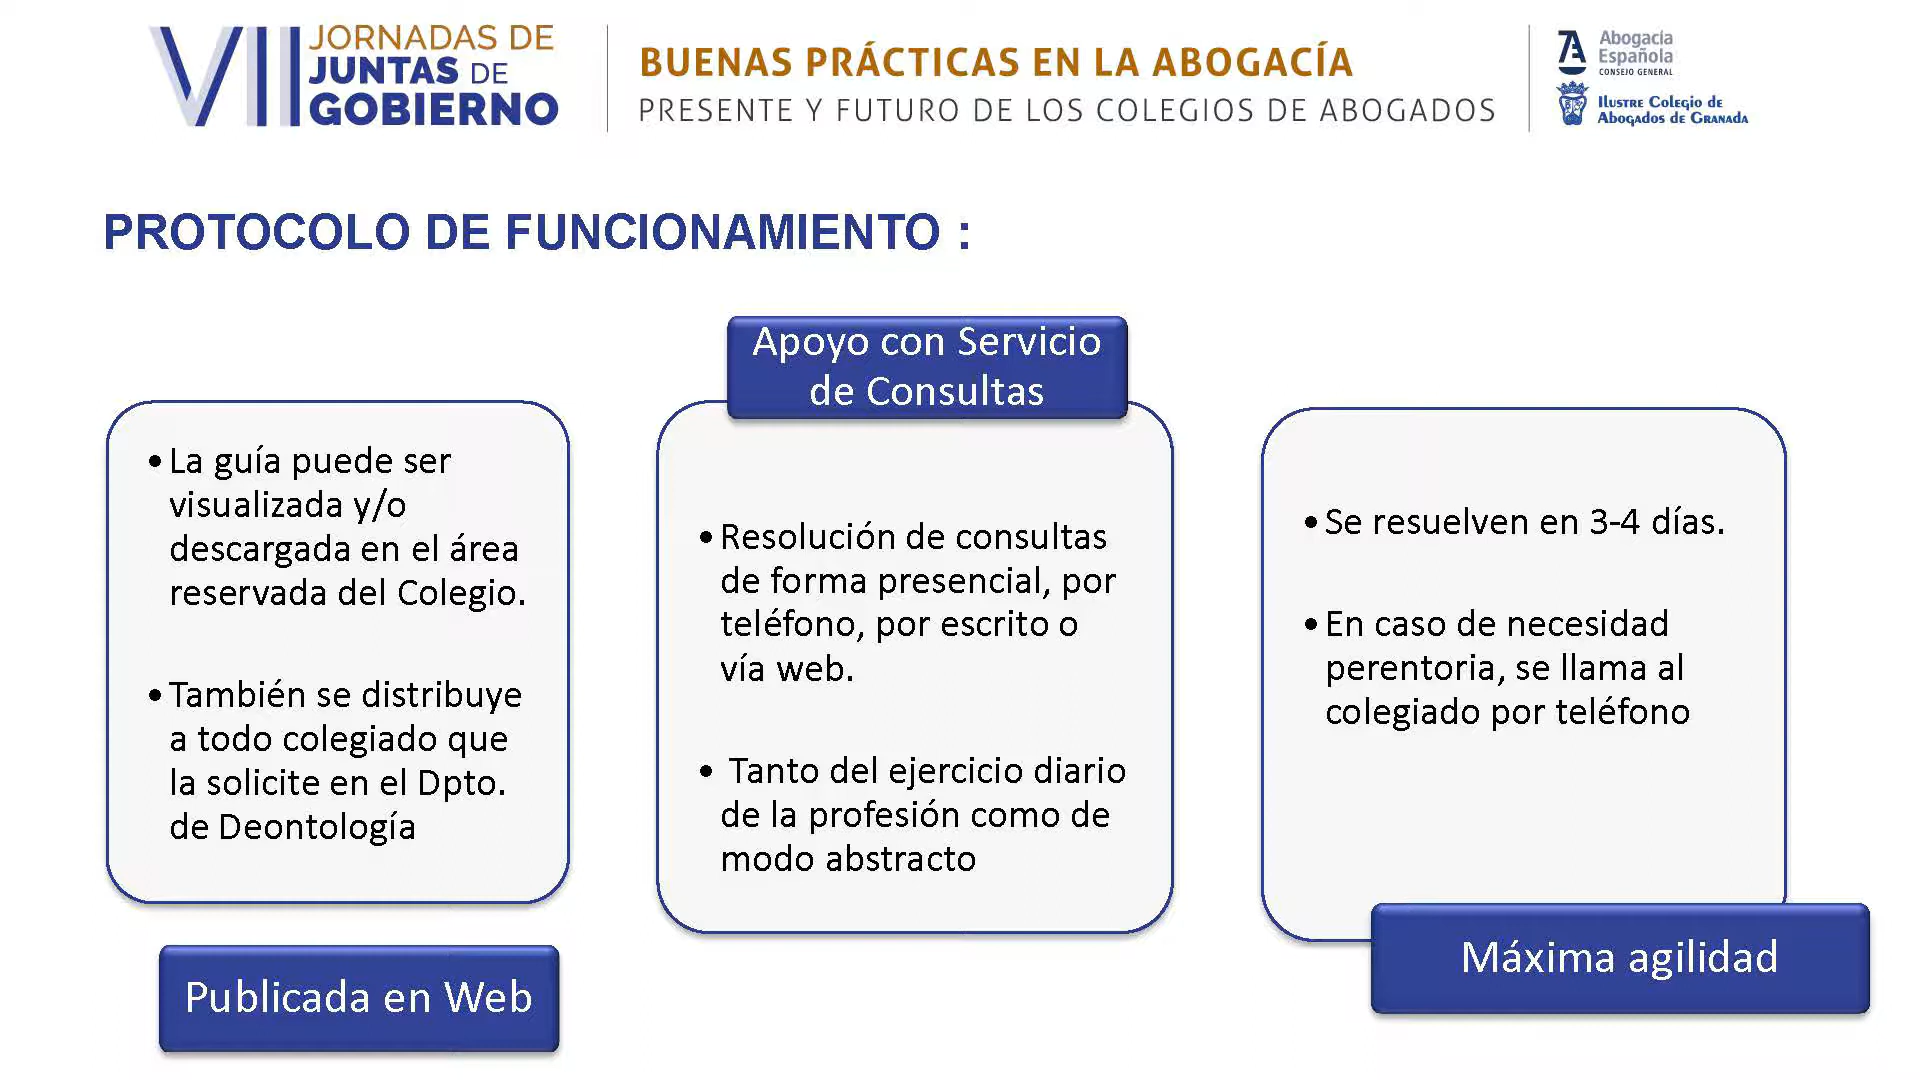 VII JORNADAS DE
JUNTAS DE
GOBIERNO
BUENAS PRÁCTICAS EN LA ABOGACÍA
PRESENTE Y FUTURO DE LOS COLEGIOS DE ABOGADOS
Abogacía
Española
CONSEJO GENERAL
Ilustre Colegio de
Abogados de Granada
PROTOCOLO DE FUNCIONAMIENTO :
•La guía puede ser
visualizada y/o
descargada en el área
reservada del Colegio.
•También se distribuye
a todo colegiado que
la solicite en el Dpto.
de Deontología
Publicada en Web
Apoyo con Servicio
de Consultas
•Resolución de consultas
de forma presencial, por
teléfono, por escrito o
vía web.
• Tanto del ejercicio diario
de la profesión como de
modo abstracto
•Se resuelven en 3-4 días.
•En caso de necesidad
perentoria, se llama al
colegiado por teléfono
Máxima agilidad